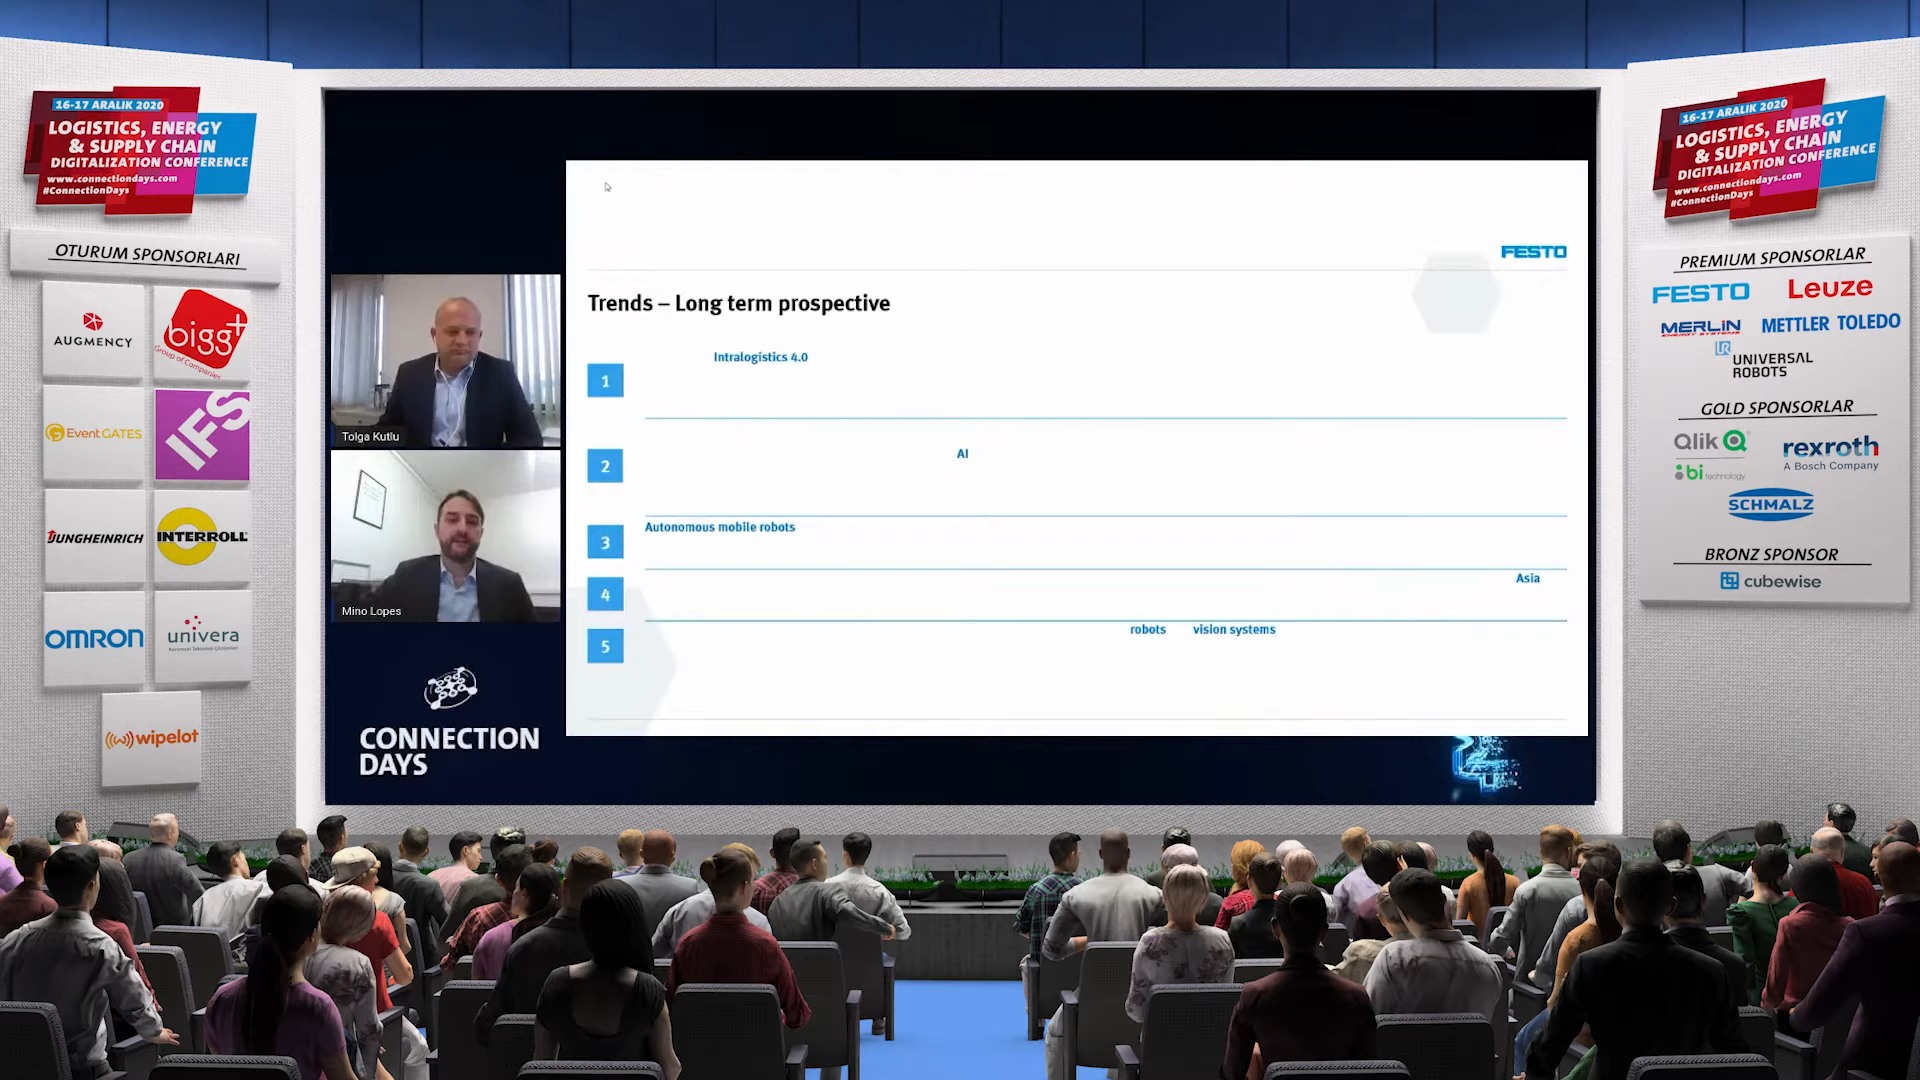 16-17 ARALIK 2020
LOGISTICS, ENERGY
& SUPPLY CHAIN
DIGITALIZATION CONFERENCE
www.connectiondays.com
#ConnectionDays
OTURUM SPONSORLARI
AUGMENCY
bigg+
Group of Companies
EventGATES
IFS
JUNGHEINRICH
INTERROLL
OMRON
univera
wipelot
Tolga Kutlu
Mino Lopes
CONNECTION
DAYS
FESTO
Trends – Long term prospective
1
Intralogistics 4.0
2
AI
3
Autonomous mobile robots
4
Asia
5
robots vision systems
16-17 ARALIK 2020
LOGISTICS, ENERGY
& SUPPLY CHAIN
DIGITALIZATION CONFERENCE
www.connectiondays.com
#ConnectionDays
PREMIUM SPONSORLAR
FESTO Leuze
MERLIN
ENERGY SYSTEMS
METTLER TOLEDO
UR
UNIVERSAL
ROBOTS
GOLD SPONSORLAR
Qlik
bi technology
rexroth
A Bosch Company
SCHMALZ
BRONZ SPONSOR
cubewise